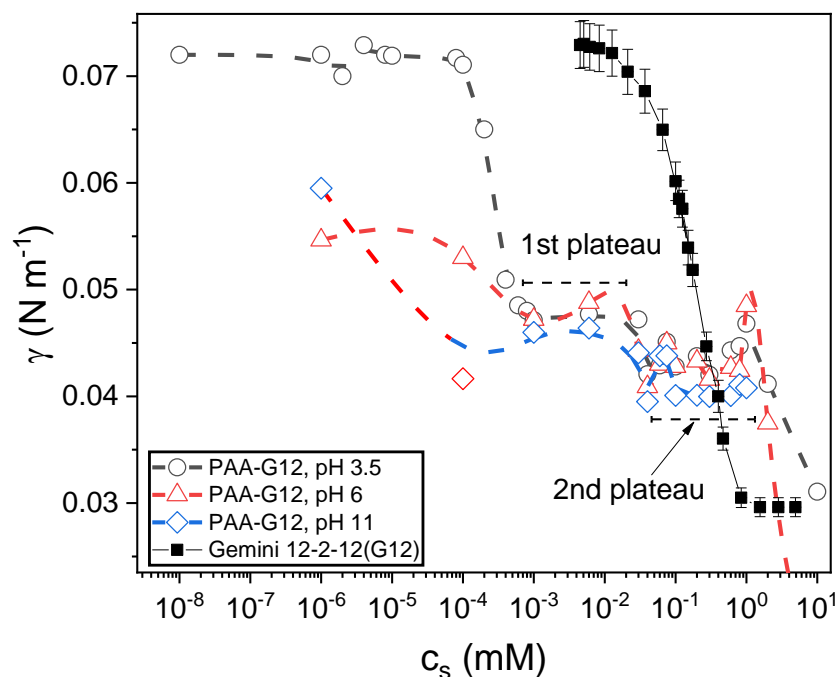 0.07
0.06
0.05
0.04
0.03
γ (N m⁻¹)
1st plateau
2nd plateau
PAA-G12, pH 3.5
PAA-G12, pH 6
PAA-G12, pH 11
Gemini 12-2-12(G12)
10⁻⁸ 10⁻⁷ 10⁻⁶ 10⁻⁵ 10⁻⁴ 10⁻³ 10⁻² 10⁻¹ 10⁰ 10¹
cₛ (mM)